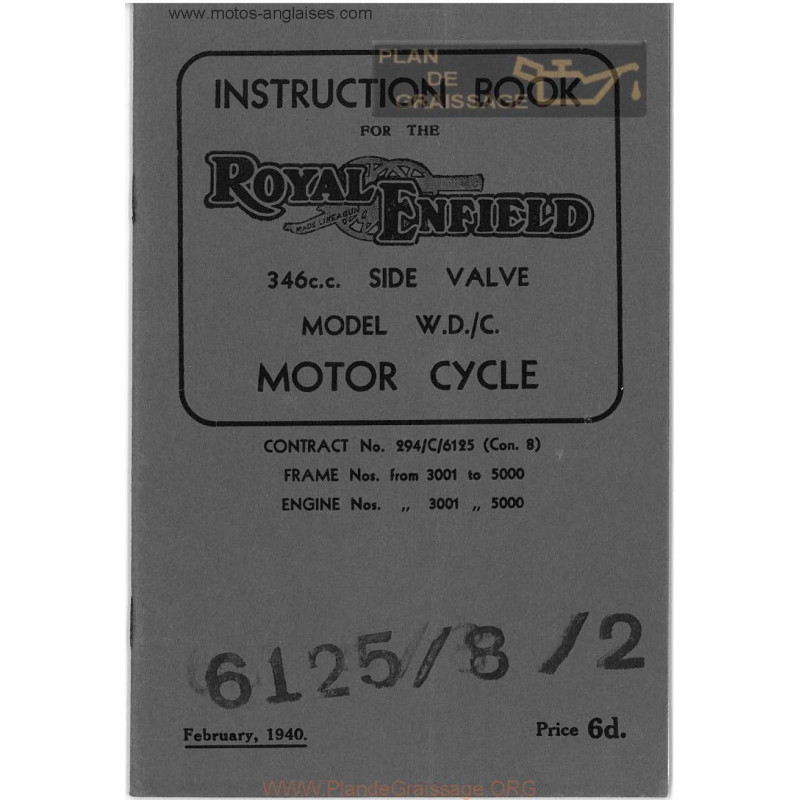 www.motos-anglaises.com
PLAN
DE
GRAISSAGE
INSTRUCTION BOOK
FOR THE
ROYAL
ENFIELD
MADE LIKE A GUN
346c.c. SIDE VALVE
MODEL W.D./C.
MOTOR CYCLE
CONTRACT No. 294/C/6125 (Con. 8)
FRAME Nos. from 3001 to 5000
ENGINE Nos. ,, 3001 ,, 5000
6125/8/2
February, 1940.
Price 6d.
www.PlandeGraissage.ORG